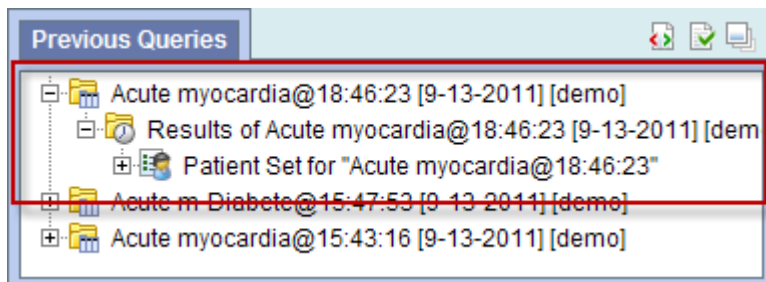 Previous Queries
Acute myocardia@18:46:23 [9-13-2011] [demo]
Results of Acute myocardia@18:46:23 [9-13-2011] [dem
Patient Set for "Acute myocardia@18:46:23"
Acute m-Diabete@15:47:53 [9-13-2011] [demo]
Acute myocardia@15:43:16 [9-13-2011] [demo]